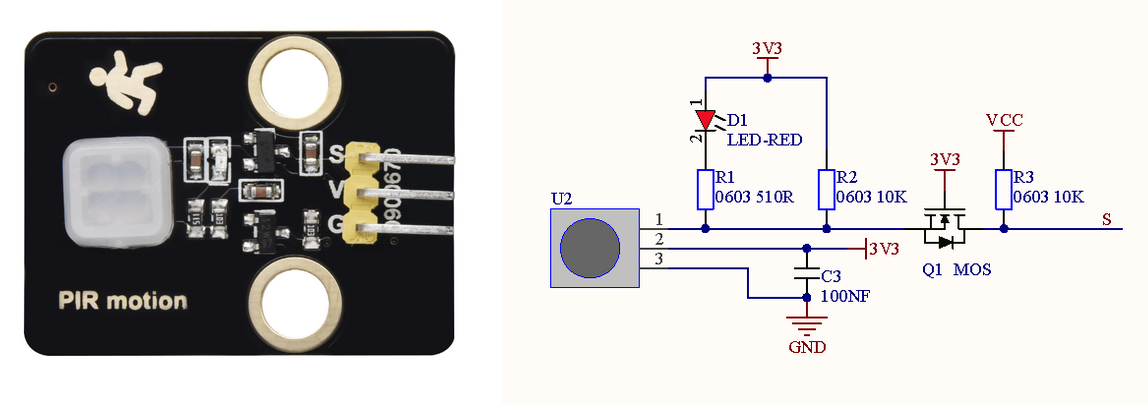 S
V
G
PIR motion
3V3
1
2
D1
LED-RED
R1
0603 510R
R2
0603 10K
U2
1
2
3
3V3
C3
100NF
GND
3V3
Q1 MOS
VCC
R3
0603 10K
S